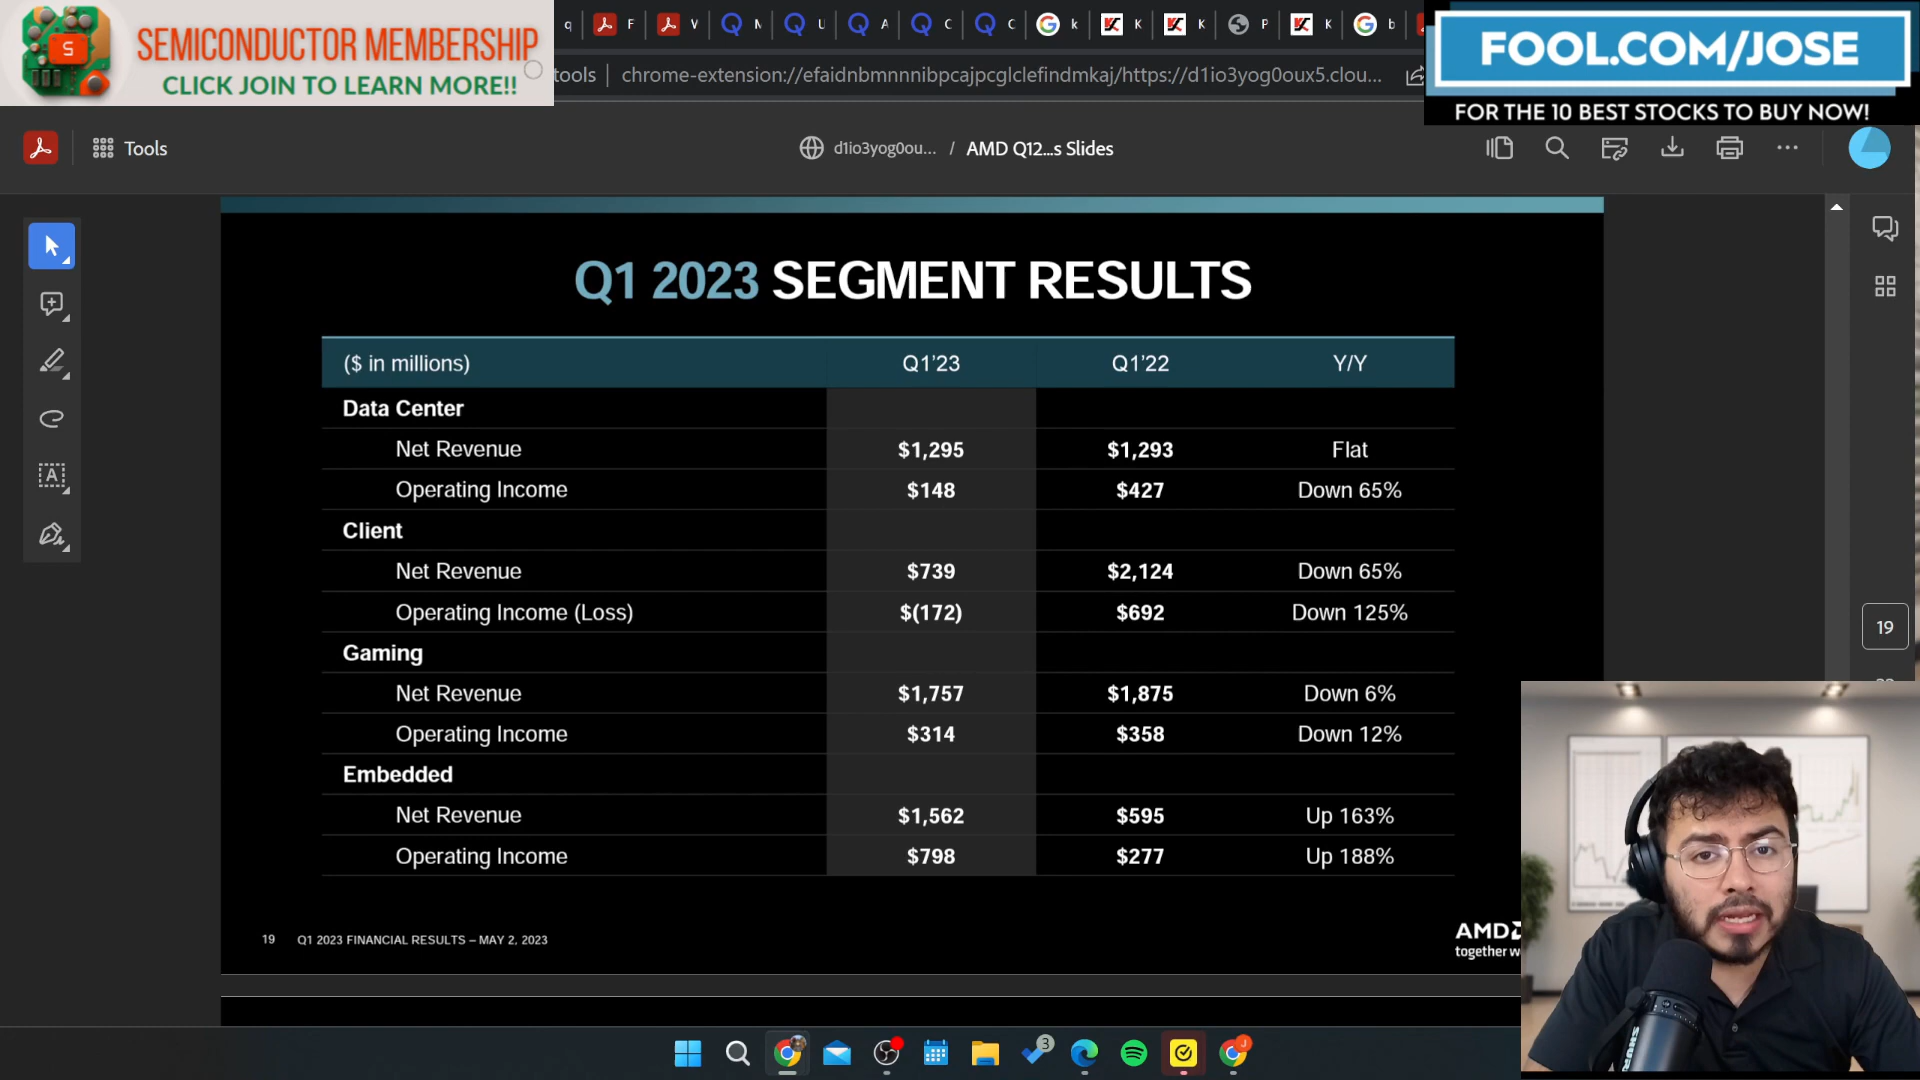 SEMICONDUCTOR MEMBERSHIP
CLICK JOIN TO LEARN MORE!!
S
q F V M U A C C k K K P K b
FOOL.COM/JOSE
FOR THE 10 BEST STOCKS TO BUY NOW!
tools chrome-extension://efaidnbmnnnibpcajpcglclefindmkaj/https://d1io3yog0oux5.clou...
Tools
d1io3yog0ou... / AMD Q12...s Slides
Q1 2023 SEGMENT RESULTS
($ in millions) Q1'23 Q1'22 Y/Y
Data Center
Net Revenue $1,295 $1,293 Flat
Operating Income $148 $427 Down 65%
Client
Net Revenue $739 $2,124 Down 65%
Operating Income (Loss) $(172) $692 Down 125%
Gaming
Net Revenue $1,757 $1,875 Down 6%
Operating Income $314 $358 Down 12%
Embedded
Net Revenue $1,562 $595 Up 163%
Operating Income $798 $277 Up 188%
19
19 Q1 2023 FINANCIAL RESULTS – MAY 2, 2023
AMD
together w
3
J